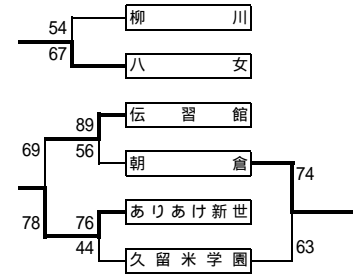 54 柳川
67 八女
89 伝習館
69 56 朝倉 74
78 76 ありあけ新世
44 久留米学園 63